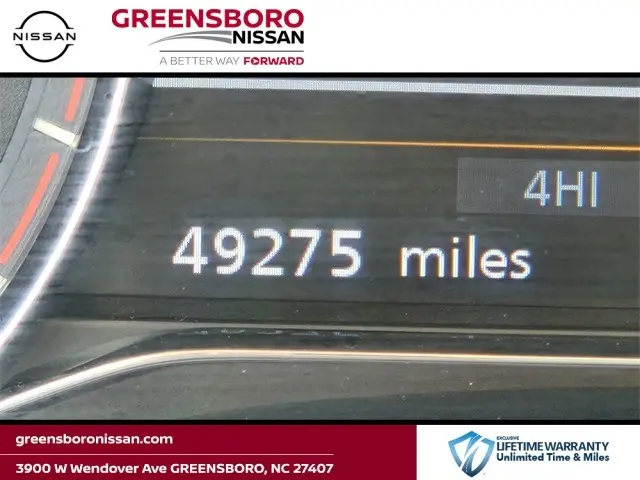 NISSAN
GREENSBORO
NISSAN
A BETTER WAY FORWARD
4HI
49275 miles
greensboronissan.com
3900 W Wendover Ave GREENSBORO, NC 27407
EXCLUSIVE
LIFETIME WARRANTY
Unlimited Time & Miles